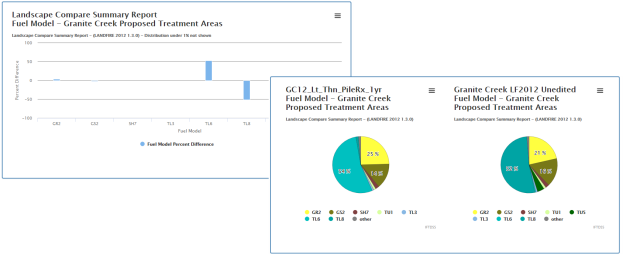 Landscape Compare Summary Report
Fuel Model – Granite Creek Proposed Treatment Areas
Landscape Compare Summary Report – (LANDFIRE 2012 1.3.0) – Distribution under 1% not shown
Percent Difference
100
50
0
-50
-100
GR2 GS2 SH7 TL3 TL6 TL8
Fuel Model
Fuel Model Percent Difference
GC12_Lt_Thn_PileRx_1yr
Fuel Model – Granite Creek
Proposed Treatment Areas
Landscape Compare Summary Report – (LANDFIRE 2012 1.3.0)
25 %
GR2 GS2 SH7 TU1 TL3
TL6 TL8 other
Granite Creek LF2012 Unedited
Fuel Model – Granite Creek
Proposed Treatment Areas
Landscape Compare Summary Report – (LANDFIRE 2012 1.3.0)
21 %
GR2 GS2 SH7 TU1 TU5
TL3 TL6 TL8 other